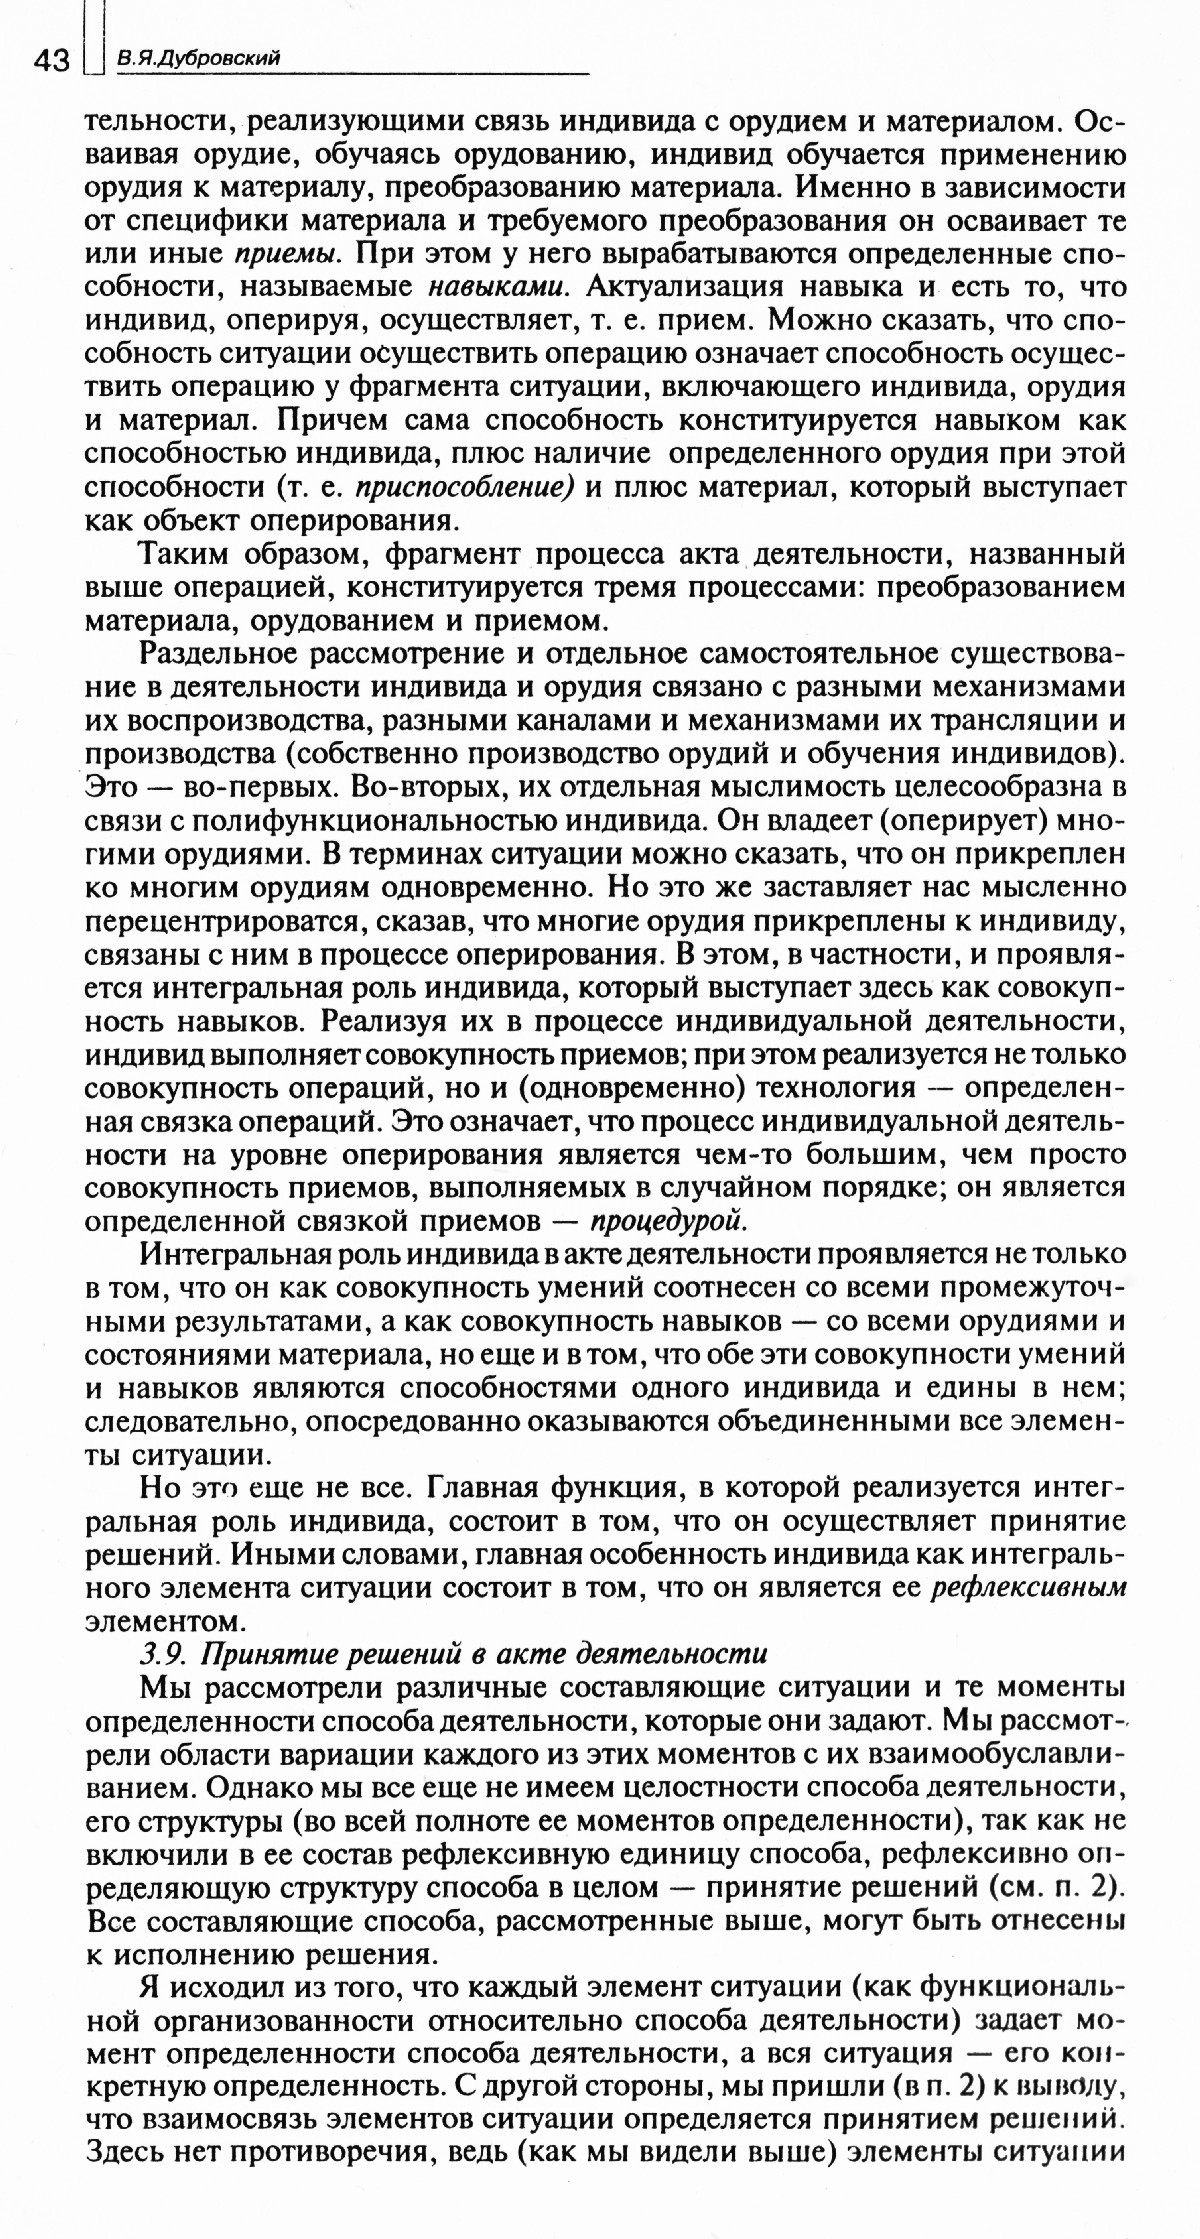 43
В.Я.Дубровский
тельности, реализующими связь индивида с орудием и материалом. Ос-
ваивая орудие, обучаясь орудованию, индивид обучается применению
орудия к материалу, преобразованию материала. Именно в зависимости
от специфики материала и требуемого преобразования он осваивает те
или иные приемы. При этом у него вырабатываются определенные спо-
собности, называемые навыками. Актуализация навыка и есть то, что
индивид, оперируя, осуществляет, т. е. прием. Можно сказать, что спо-
собность ситуации осуществить операцию означает способность осущес-
твить операцию у фрагмента ситуации, включающего индивида, орудия
и материал. Причем сама способность конституируется навыком как
способностью индивида, плюс наличие определенного орудия при этой
способности (т. е. приспособление) и плюс материал, который выступает
как объект оперирования.
Таким образом, фрагмент процесса акта деятельности, названный
выше операцией, конституируется тремя процессами: преобразованием
материала, орудованием и приемом.
Раздельное рассмотрение и отдельное самостоятельное существова-
ние в деятельности индивида и орудия связано с разными механизмами
их воспроизводства, разными каналами и механизмами их трансляции и
производства (собственно производство орудий и обучения индивидов).
Это — во-первых. Во-вторых, их отдельная мыслимость целесообразна в
связи с полифункциональностью индивида. Он владеет (оперирует) мно-
гими орудиями. В терминах ситуации можно сказать, что он прикреплен
ко многим орудиям одновременно. Но это же заставляет нас мысленно
перецентрироватся, сказав, что многие орудия прикреплены к индивиду,
связаны с ним в процессе оперирования. В этом, в частности, и проявля-
ется интегральная роль индивида, который выступает здесь как совокуп-
ность навыков. Реализуя их в процессе индивидуальной деятельности,
индивид выполняет совокупность приемов; при этом реализуется не только
совокупность операций, но и (одновременно) технология — определен-
ная связка операций. Это означает, что процесс индивидуальной деятель-
ности на уровне оперирования является чем-то большим, чем просто
совокупность приемов, выполняемых в случайном порядке; он является
определенной связкой приемов — процедурой.
Интегральная роль индивида в акте деятельности проявляется не только
в том, что он как совокупность умений соотнесен со всеми промежуточ-
ными результатами, а как совокупность навыков — со всеми орудиями и
состояниями материала, но еще и в том, что обе эти совокупности умений
и навыков являются способностями одного индивида и едины в нем;
следовательно, опосредованно оказываются объединенными все элемен-
ты ситуации.
Но это еще не все. Главная функция, в которой реализуется интег-
ральная роль индивида, состоит в том, что он осуществляет принятие
решений. Иными словами, главная особенность индивида как интеграль-
ного элемента ситуации состоит в том, что он является ее рефлексивным
элементом.
3.9. Принятие решений в акте деятельности
Мы рассмотрели различные составляющие ситуации и те моменты
определенности способа деятельности, которые они задают. Мы рассмот-
рели области вариации каждого из этих моментов с их взаимообуславли-
ванием. Однако мы все еще не имеем целостности способа деятельности,
его структуры (во всей полноте ее моментов определенности), так как не
включили в ее состав рефлексивную единицу способа, рефлексивно оп-
ределяющую структуру способа в целом — принятие решений (см. п. 2).
Все составляющие способа, рассмотренные выше, могут быть отнесены
к исполнению решения.
Я исходил из того, что каждый элемент ситуации (как функциональ-
ной организованности относительно способа деятельности) задает мо-
мент определенности способа деятельности, а вся ситуация — его кон-
кретную определенность. С другой стороны, мы пришли (в п. 2) к выводу,
что взаимосвязь элементов ситуации определяется принятием решений.
Здесь нет противоречия, ведь (как мы видели выше) элементы ситуации